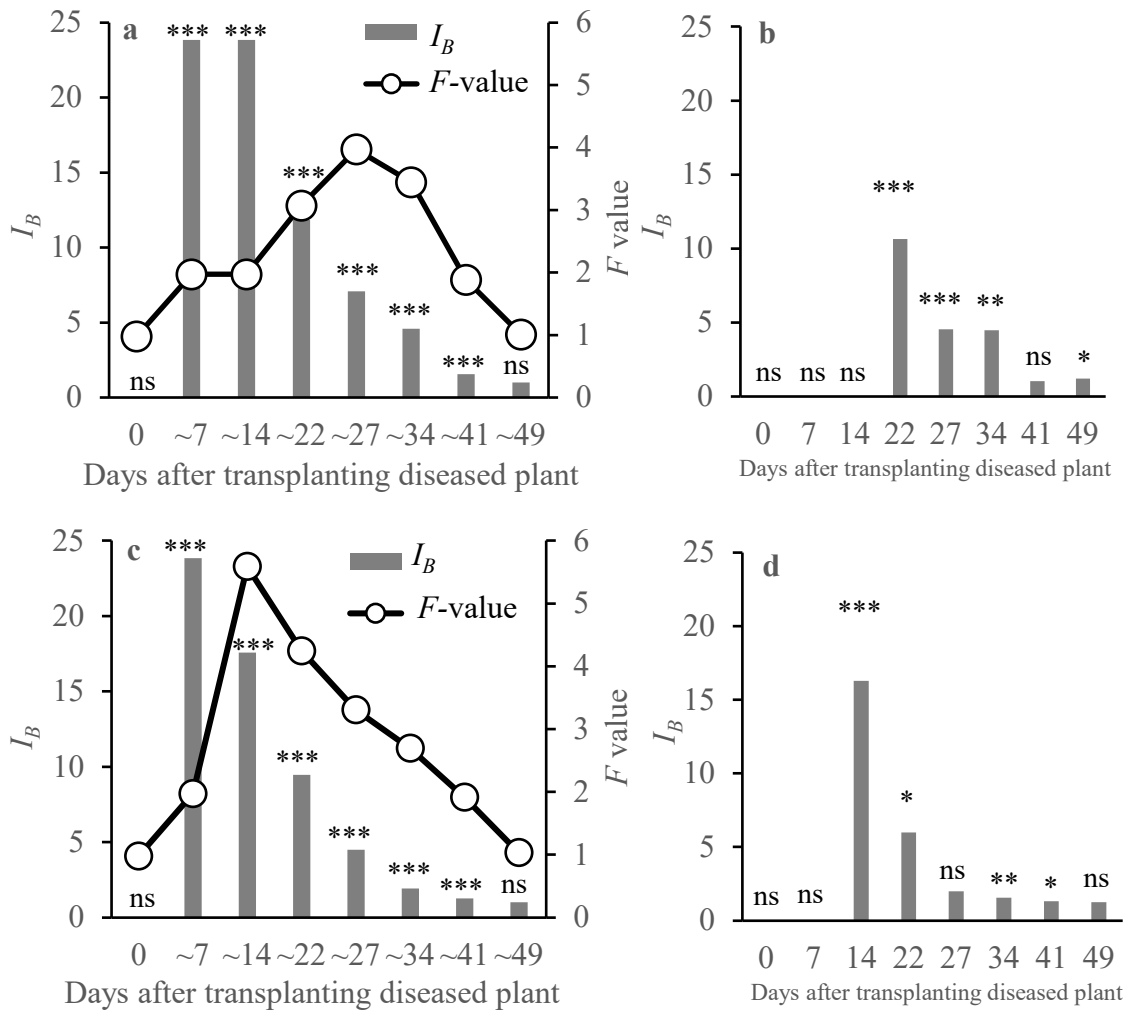 a
25
20
15
10
5
0
I_B
6
5
4
3
2
1
0
F value
I_B
F-value
ns
***
***
***
***
***
***
ns
0 ~7 ~14 ~22 ~27 ~34 ~41 ~49
Days after transplanting diseased plant
b
25
20
15
10
5
0
I_B
ns
ns
ns
***
***
**
ns
*
0 7 14 22 27 34 41 49
Days after transplanting diseased plant
c
25
20
15
10
5
0
I_B
6
5
4
3
2
1
0
F value
I_B
F-value
ns
***
***
***
***
***
***
ns
0 ~7 ~14 ~22 ~27 ~34 ~41 ~49
Days after transplanting diseased plant
d
25
20
15
10
5
0
I_B
ns
ns
***
*
ns
**
*
ns
0 7 14 22 27 34 41 49
Days after transplanting diseased plant